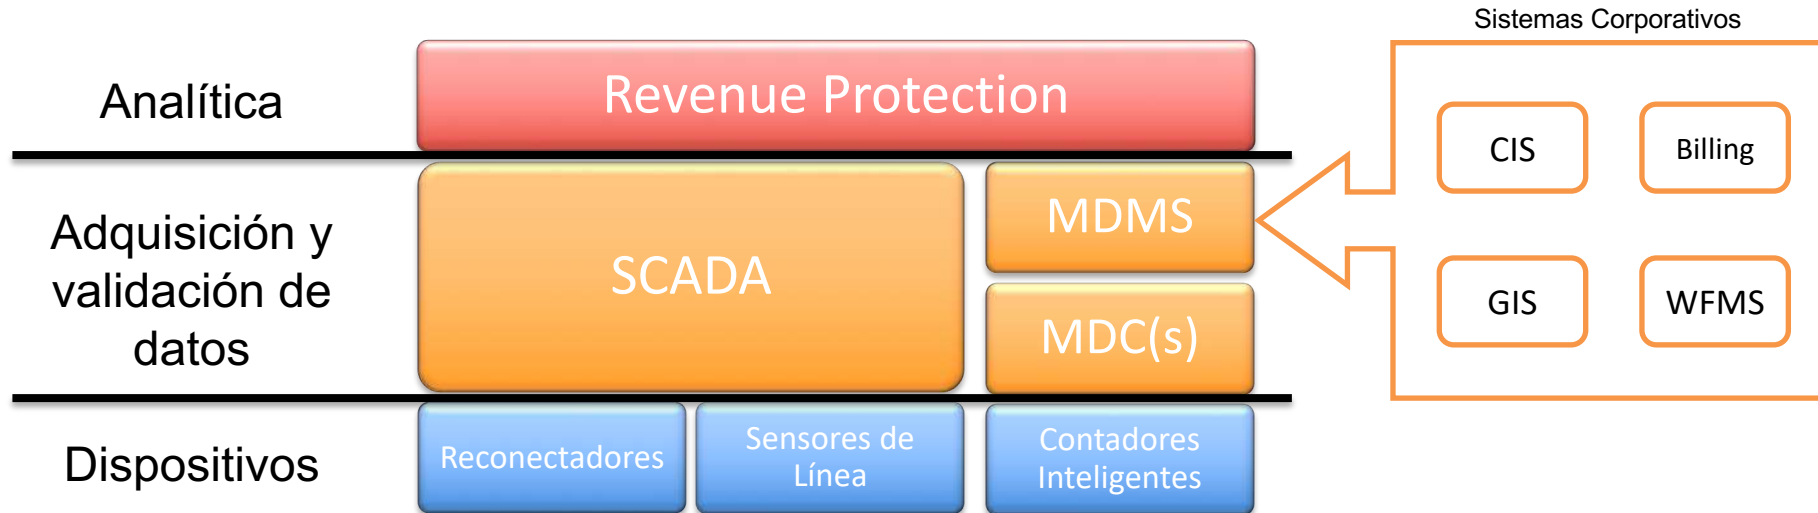 Sistemas Corporativos
Analítica
Revenue Protection
CIS
Billing
Adquisición y
validación de
datos
SCADA
MDMS
MDC(s)
GIS
WFMS
Dispositivos
Reconectadores
Sensores de
Línea
Contadores
Inteligentes